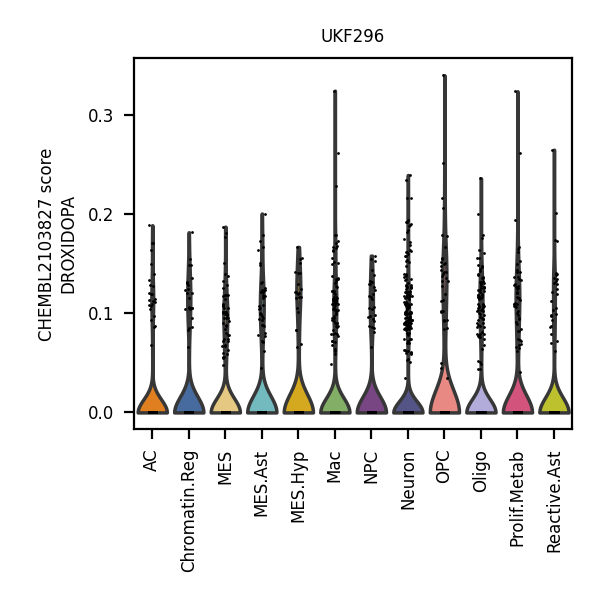 UKF296
CHEMBL2103827 score
DROXIDOPA
0.3
0.2
0.1
0.0
AC
Chromatin.Reg
MES
MES.Ast
MES.Hyp
Mac
NPC
Neuron
OPC
Oligo
Prolif.Metab
Reactive.Ast